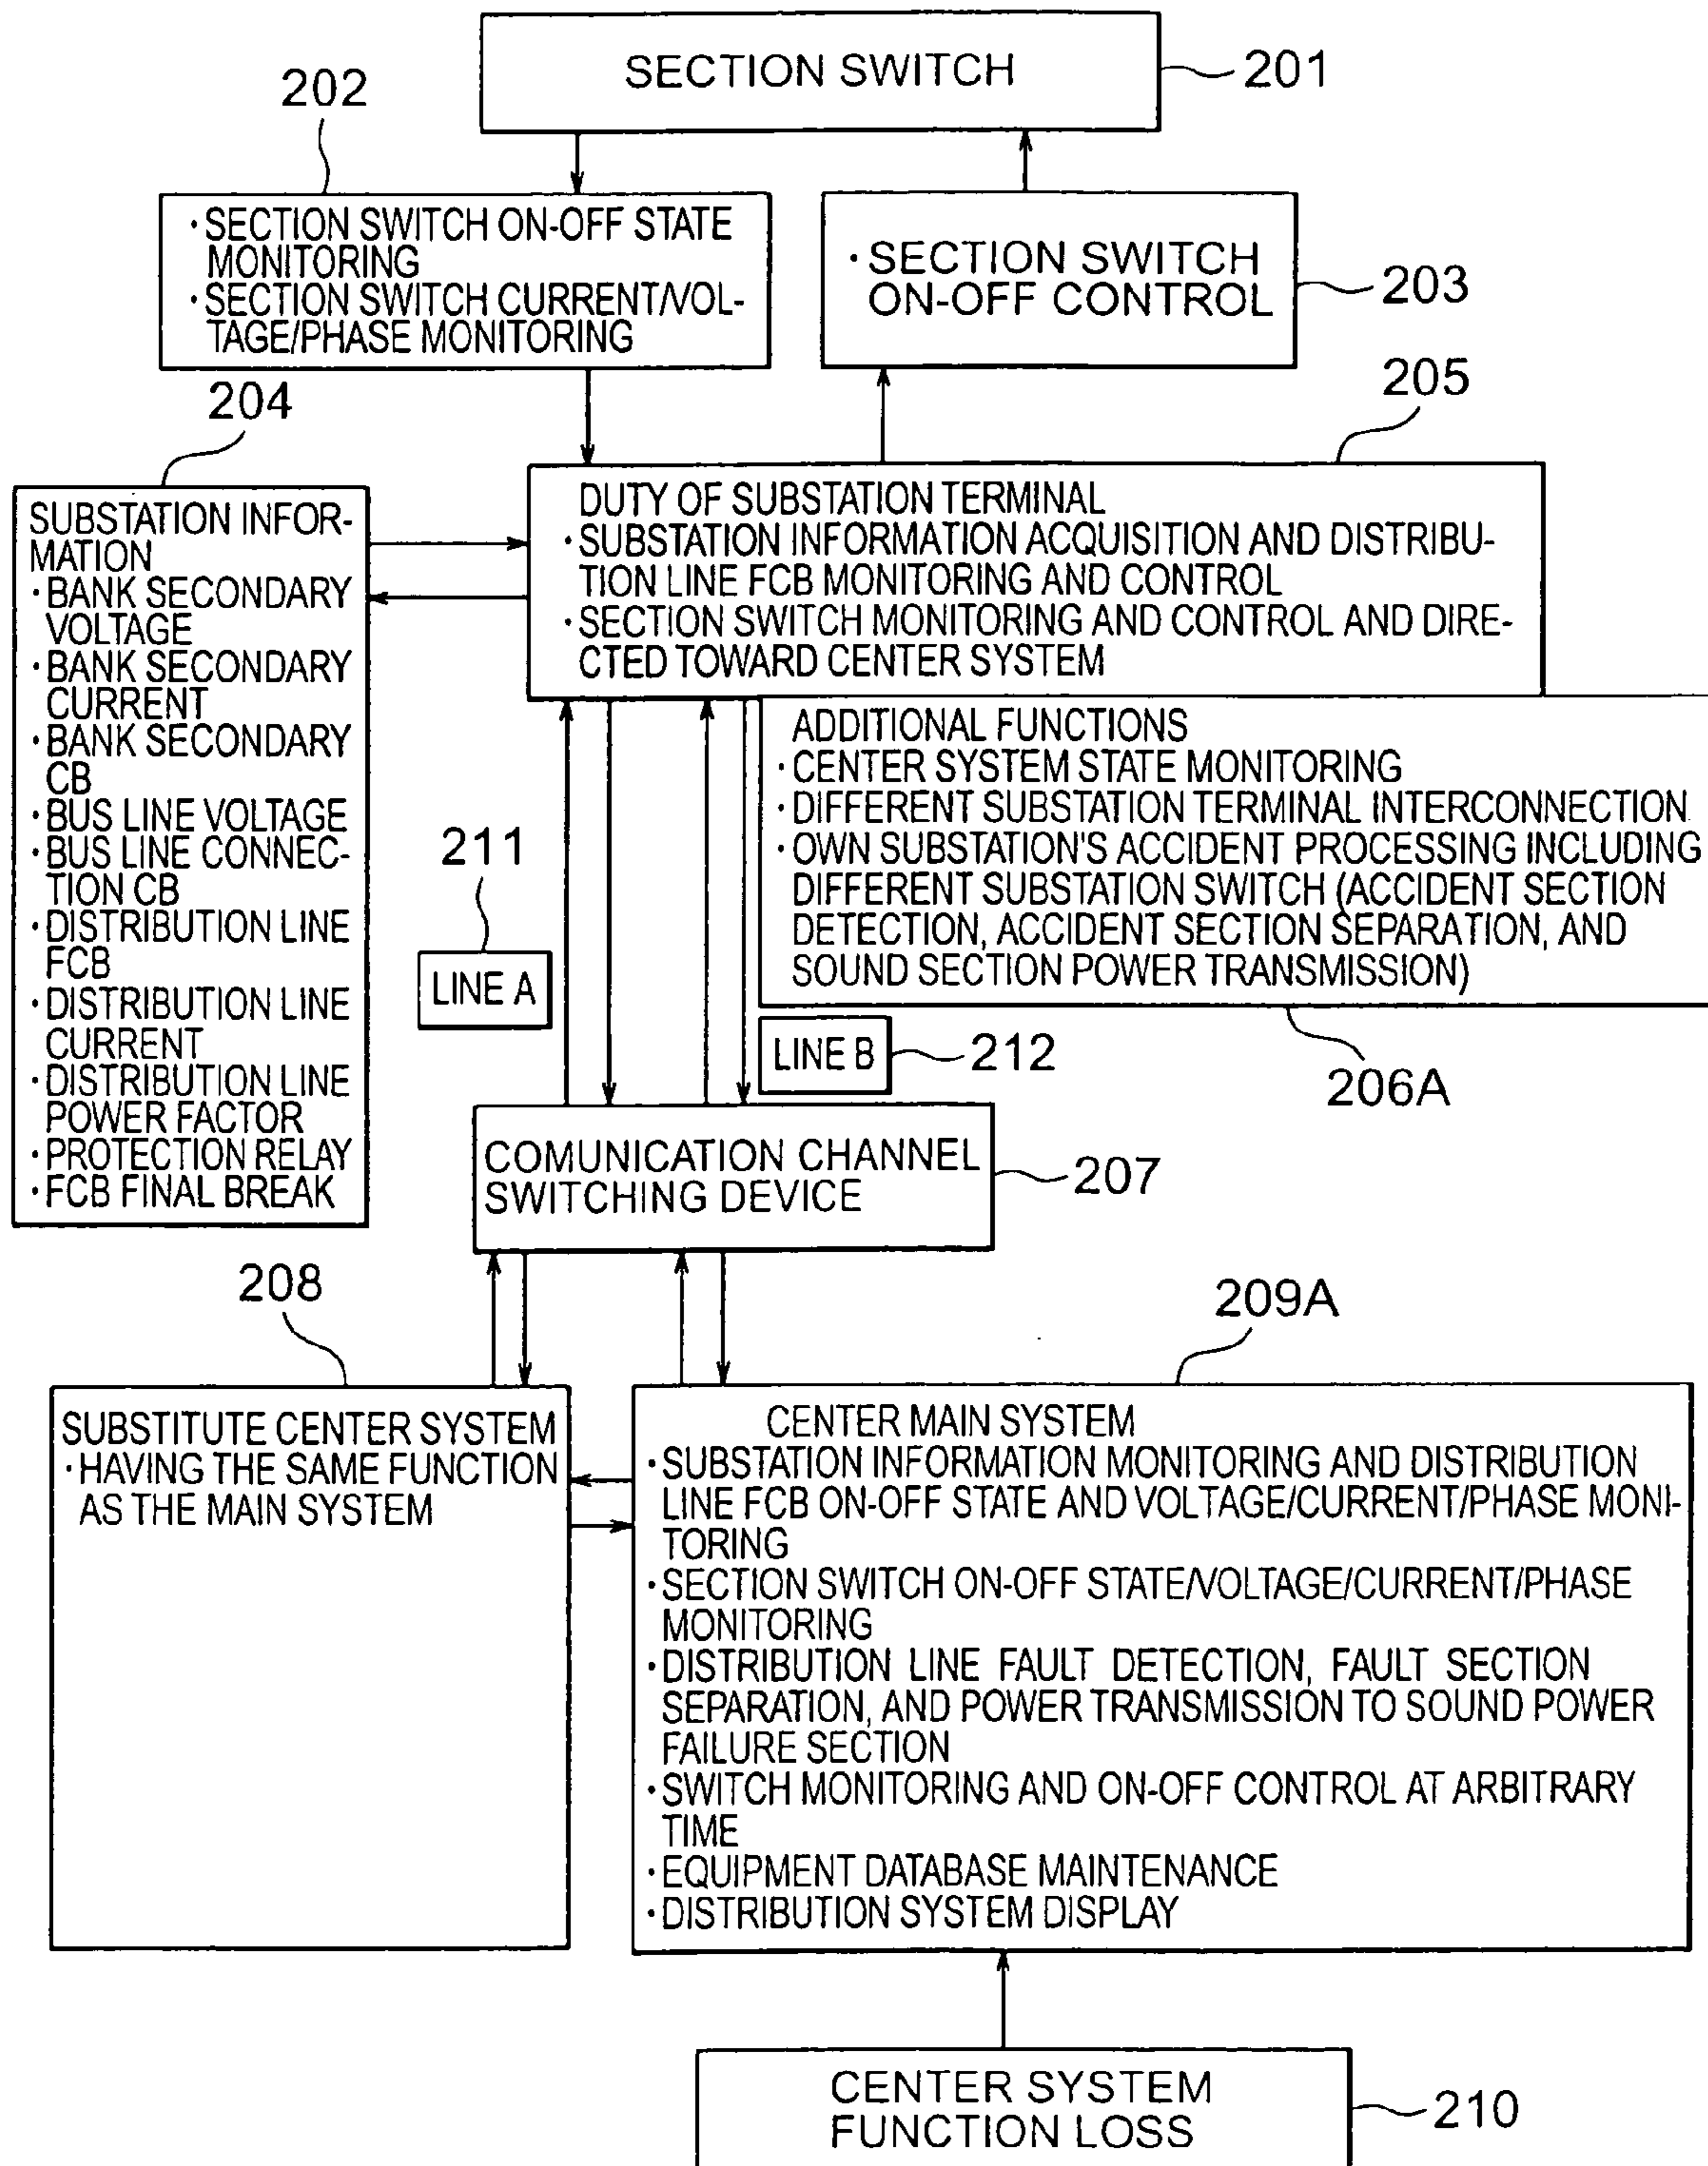 SECTION SWITCH
201
202
·SECTION SWITCH ON-OFF STATE
MONITORING
·SECTION SWITCH CURRENT/VOL-
TAGE/PHASE MONITORING
·SECTION SWITCH
ON-OFF CONTROL
203
204
205
SUBSTATION INFOR-
MATION
·BANK SECONDARY
VOLTAGE
·BANK SECONDARY
CURRENT
·BANK SECONDARY
CB
·BUS LINE VOLTAGE
·BUS LINE CONNEC-
TION CB
·DISTRIBUTION LINE
FCB
·DISTRIBUTION LINE
CURRENT
·DISTRIBUTION LINE
POWER FACTOR
·PROTECTION RELAY
·FCB FINAL BREAK
DUTY OF SUBSTATION TERMINAL
·SUBSTATION INFORMATION ACQUISITION AND DISTRIBU-
TION LINE FCB MONITORING AND CONTROL
·SECTION SWITCH MONITORING AND CONTROL AND DIRE-
CTED TOWARD CENTER SYSTEM
ADDITIONAL FUNCTIONS
·CENTER SYSTEM STATE MONITORING
·DIFFERENT SUBSTATION TERMINAL INTERCONNECTION
·OWN SUBSTATION'S ACCIDENT PROCESSING INCLUDING
DIFFERENT SUBSTATION SWITCH (ACCIDENT SECTION
DETECTION, ACCIDENT SECTION SEPARATION, AND
SOUND SECTION POWER TRANSMISSION)
206A
211
LINE A
LINE B
212
COMUNICATION CHANNEL
SWITCHING DEVICE
207
208
209A
SUBSTITUTE CENTER SYSTEM
·HAVING THE SAME FUNCTION
AS THE MAIN SYSTEM
CENTER MAIN SYSTEM
·SUBSTATION INFORMATION MONITORING AND DISTRIBUTION
LINE FCB ON-OFF STATE AND VOLTAGE/CURRENT/PHASE MONI-
TORING
·SECTION SWITCH ON-OFF STATE/VOLTAGE/CURRENT/PHASE
MONITORING
·DISTRIBUTION LINE FAULT DETECTION, FAULT SECTION
SEPARATION, AND POWER TRANSMISSION TO SOUND POWER
FAILURE SECTION
·SWITCH MONITORING AND ON-OFF CONTROL AT ARBITRARY
TIME
·EQUIPMENT DATABASE MAINTENANCE
·DISTRIBUTION SYSTEM DISPLAY
CENTER SYSTEM
FUNCTION LOSS
210